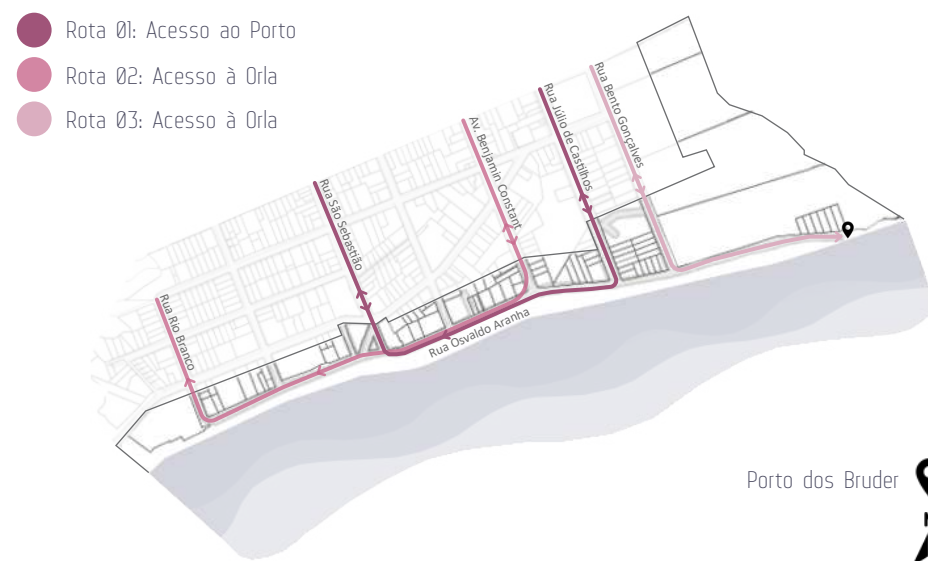 Rota 01: Acesso ao Porto
Rota 02: Acesso à Orla
Rota 03: Acesso à Orla
Rua Bento Gonçalves
Rua Júlio de Castilhos
Av. Benjamin Constant
Rua São Sebastião
Rua Rio Branco
Rua Osvaldo Aranha
Porto dos Bruder